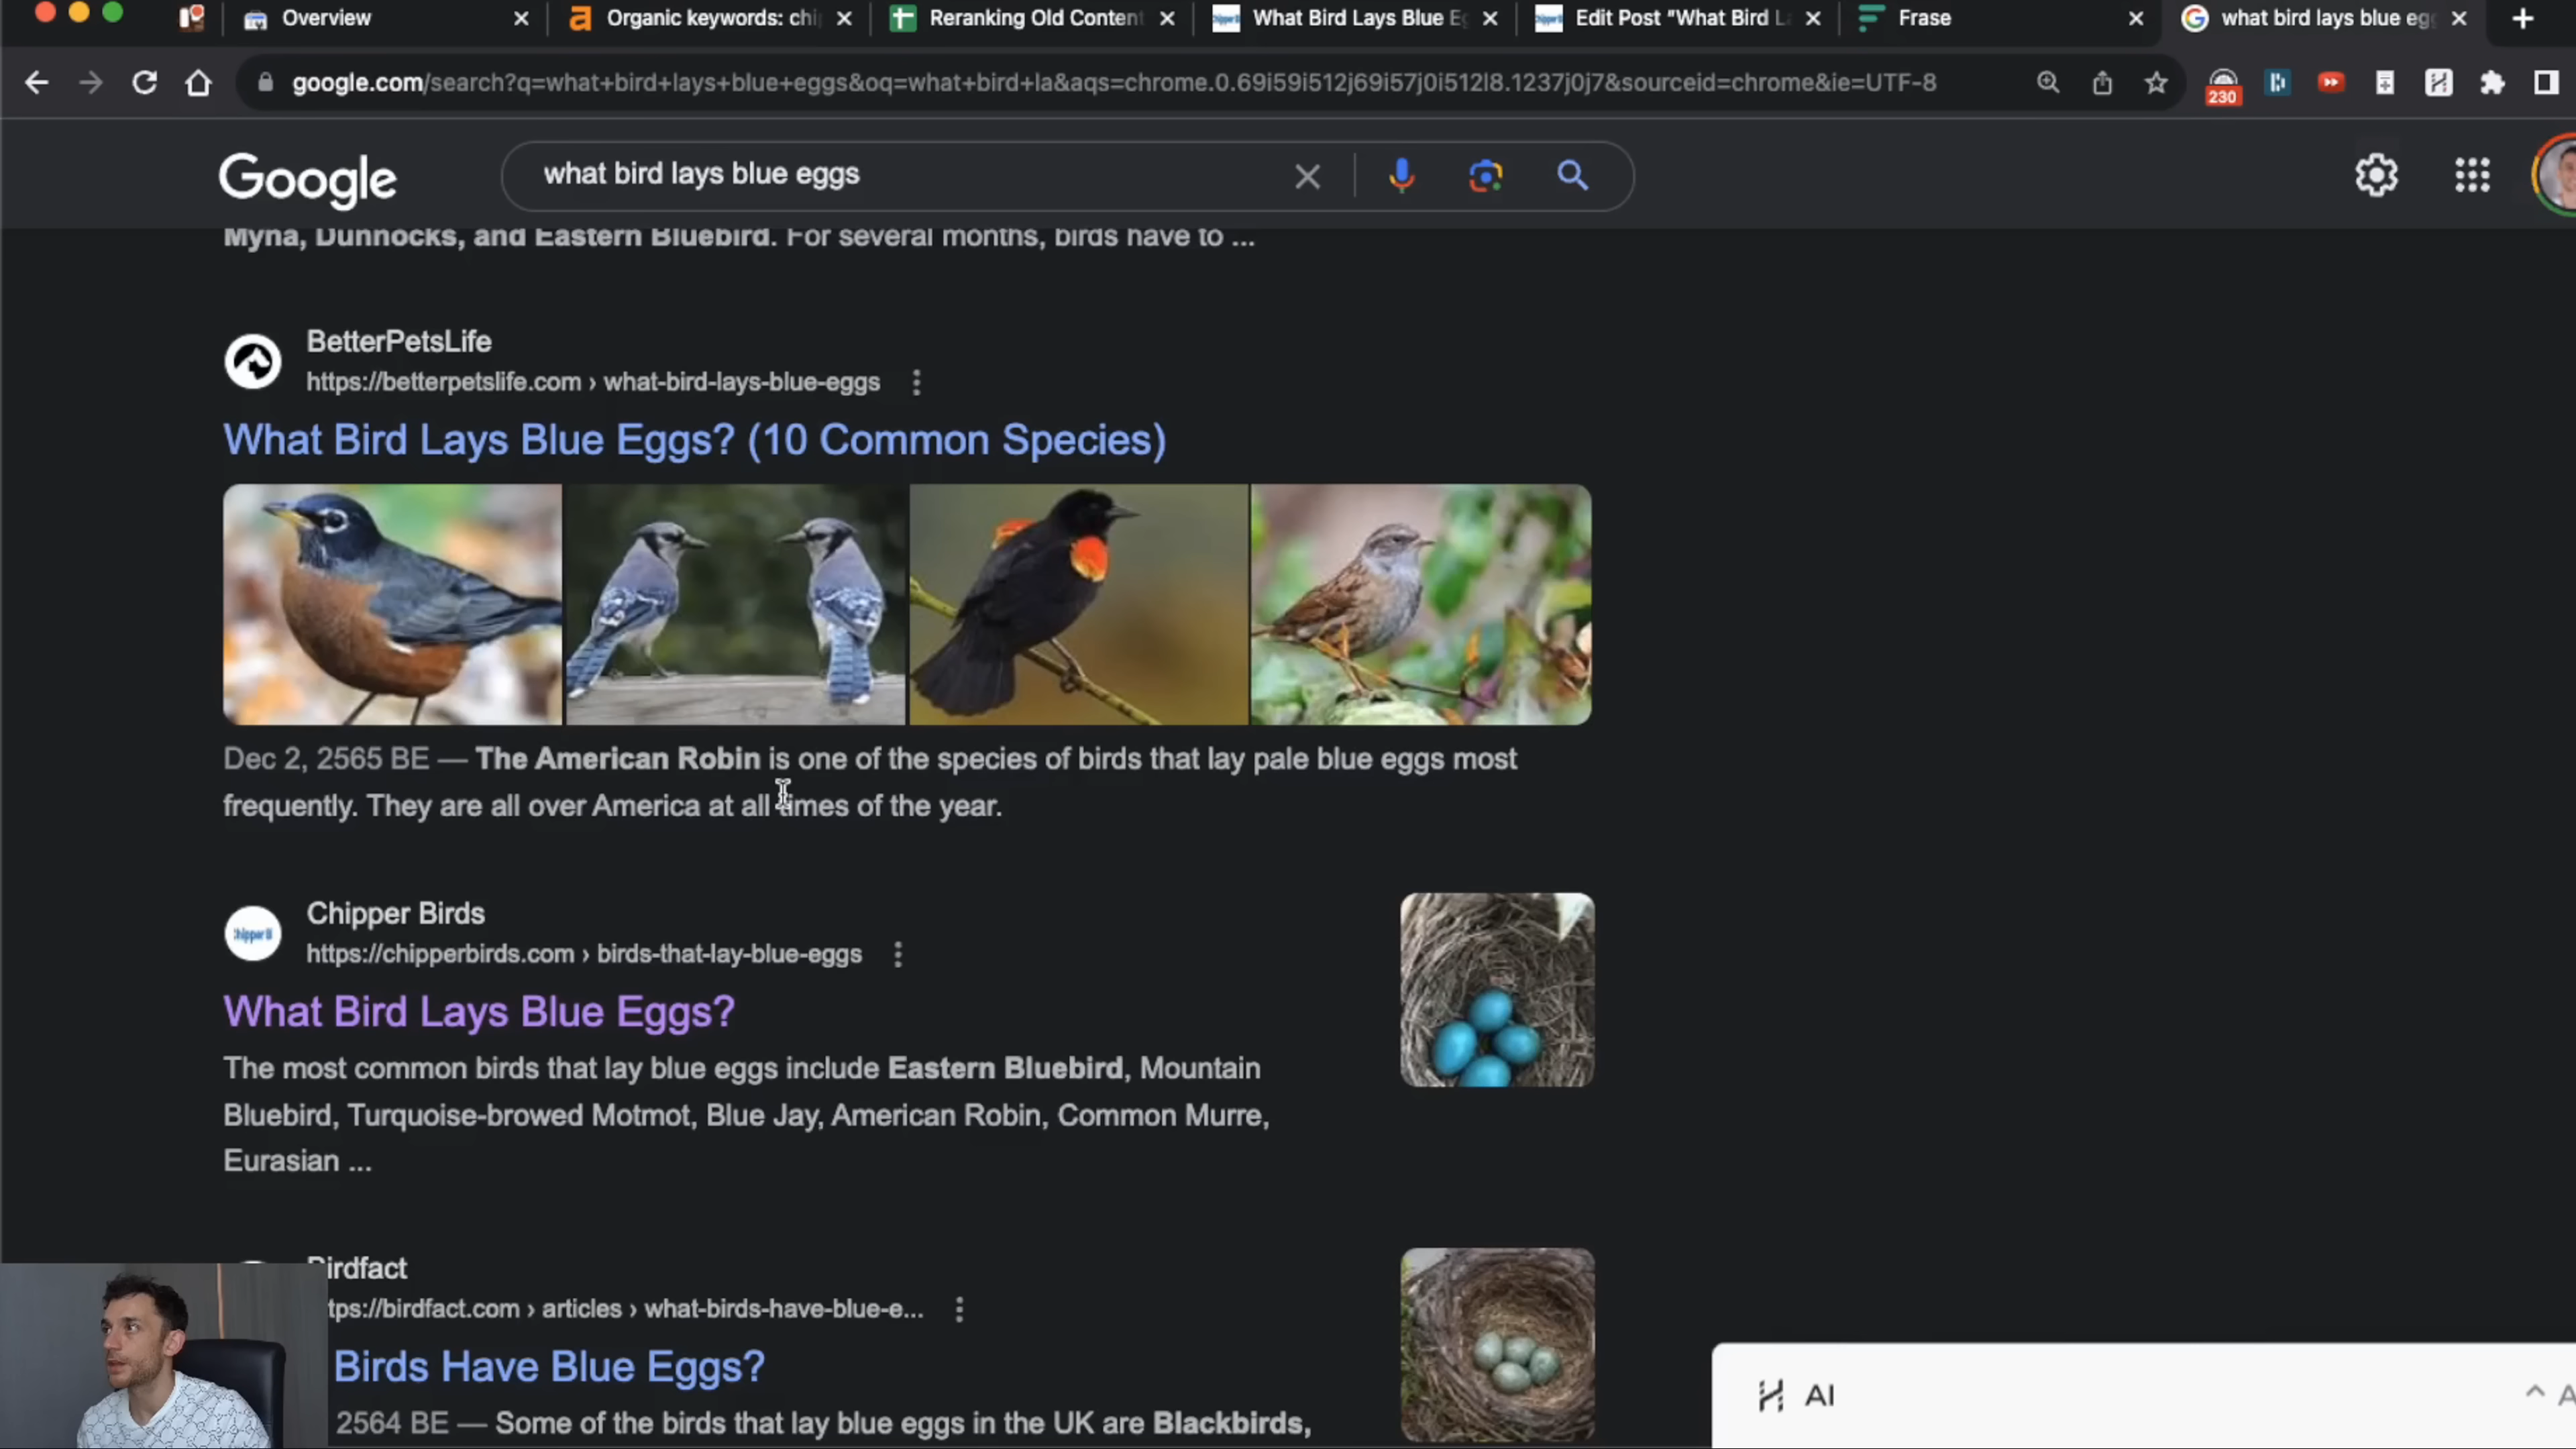 Overview
Organic keywords: chi
Reranking Old Content
What Bird Lays Blue E
Edit Post "What Bird L
Frase
what bird lays blue eg
google.com/search?q=what+bird+lays+blue+eggs&oq=what+bird+la&aqs=chrome.0.69i59i512j69i57j0i512l8.1237j0j7&sourceid=chrome&ie=UTF-8
230
Google
what bird lays blue eggs
Myna, Dunnocks, and Eastern Bluebird. For several months, birds have to ...
BetterPetsLife
https://betterpetslife.com › what-bird-lays-blue-eggs
What Bird Lays Blue Eggs? (10 Common Species)
Dec 2, 2565 BE — The American Robin is one of the species of birds that lay pale blue eggs most
frequently. They are all over America at all times of the year.
Chipper Birds
https://chipperbirds.com › birds-that-lay-blue-eggs
What Bird Lays Blue Eggs?
The most common birds that lay blue eggs include Eastern Bluebird, Mountain
Bluebird, Turquoise-browed Motmot, Blue Jay, American Robin, Common Murre,
Eurasian ...
Birdfact
tps://birdfact.com › articles › what-birds-have-blue-e...
Birds Have Blue Eggs?
2564 BE — Some of the birds that lay blue eggs in the UK are Blackbirds,
AI